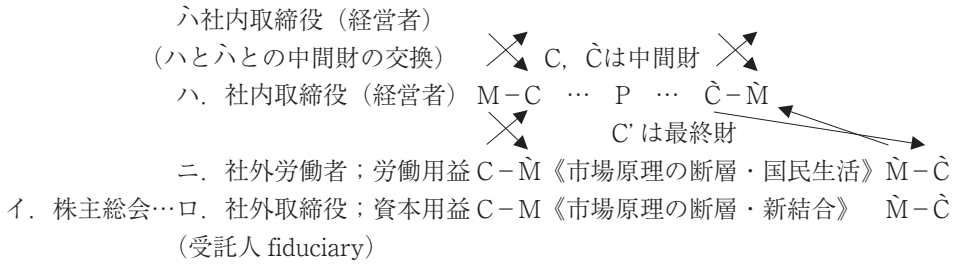 ハ̀社内取締役（経営者）
（ハとハ̀との中間財の交換） C，C̀は中間財
ハ．社内取締役（経営者）M－C … P … C̀－M̀
C’は最終財
ニ．社外労働者；労働用益 C－M̀《市場原理の断層・国民生活》M̀－C̀
イ．株主総会…ロ．社外取締役；資本用益 C－M《市場原理の断層・新結合》 M̀－C̀
（受託人 fiduciary）